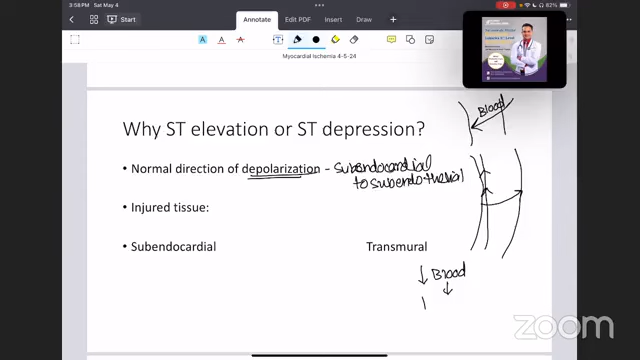 3:58 PM Sat May 4
82%
Start
Annotate
Edit PDF
Insert
Draw
Myocardial Ischemia 4-5-24
Blood
Why ST elevation or ST depression?
• Normal direction of depolarization - subendocardial
to subendothelial
• Injured tissue:
• Subendocardial Transmural
↓ Blood
zoom